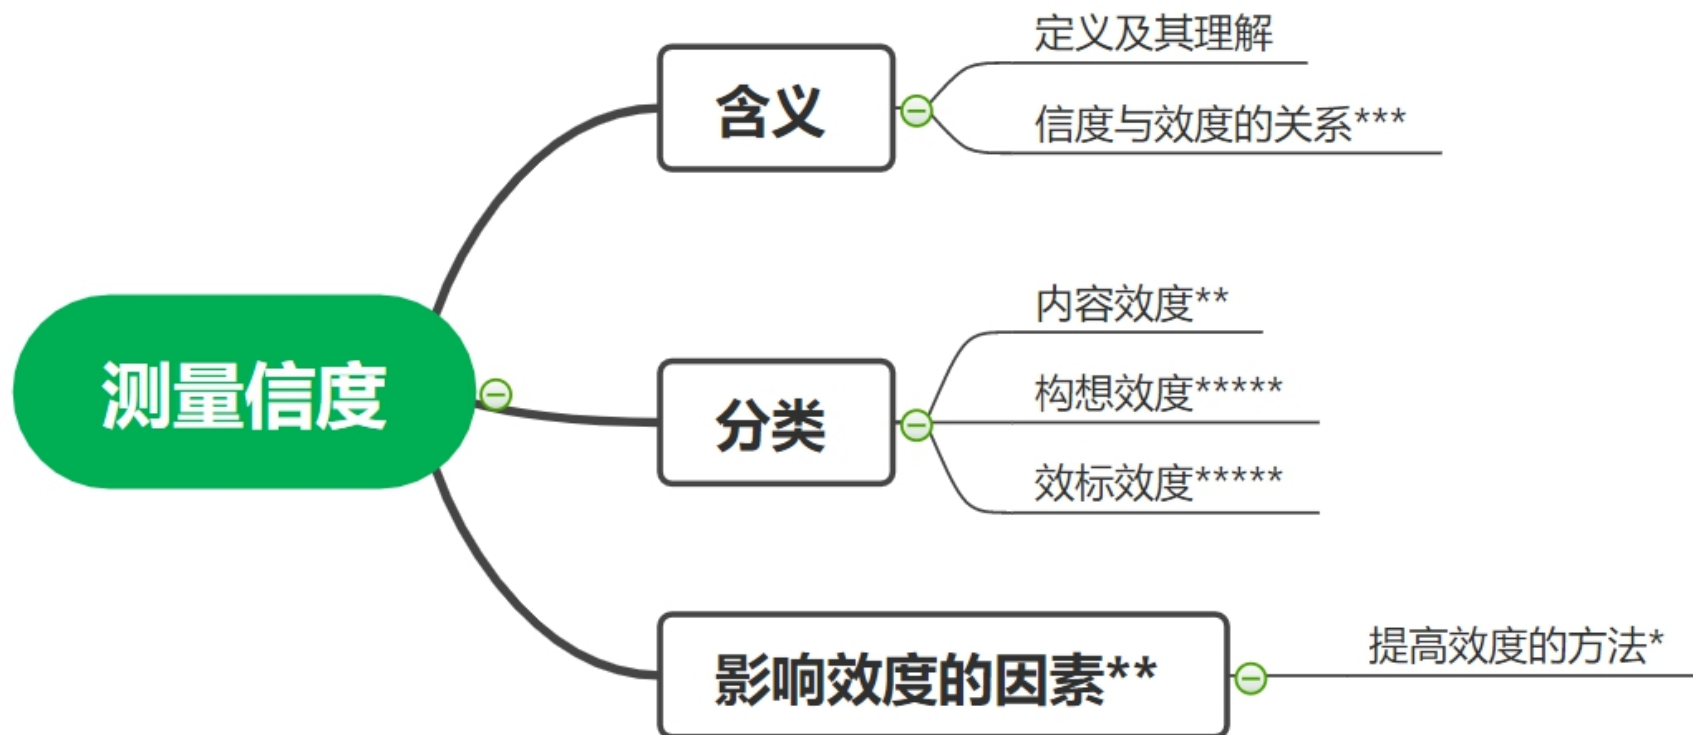 测量信度
含义
定义及其理解
信度与效度的关系***
分类
内容效度**
构想效度*****
效标效度*****
影响效度的因素**
提高效度的方法*